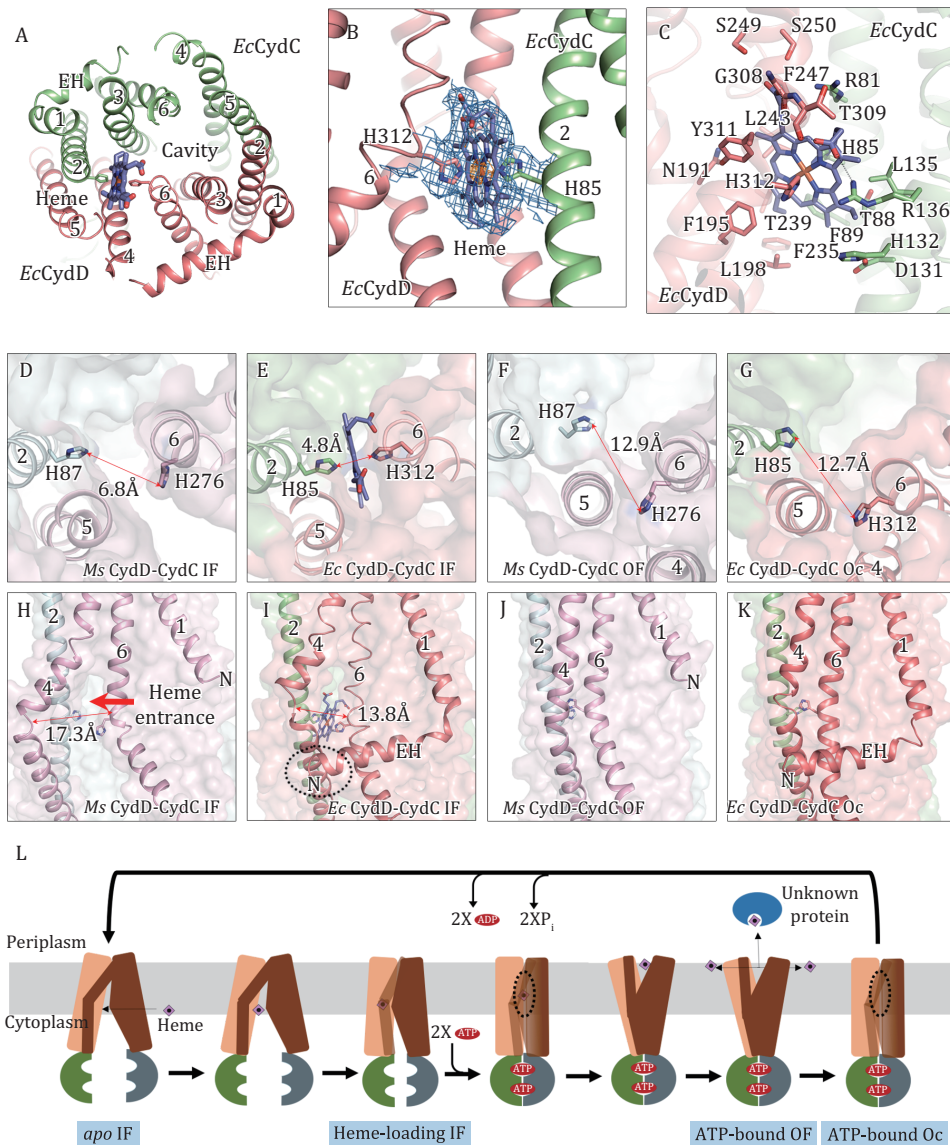 A
EcCydC
4
EH
3
6
5
1
Cavity
2
2
Heme
6
3
1
5
4
EH
EcCydD
B
EcCydC
2
H312
6
H85
Heme
EcCydD
C
S249
S250
EcCydC
G308
F247
R81
L243
T309
Y311
H85
L135
N191
H312
R136
F195
T239
T88
F89
F235
H132
L198
D131
EcCydD
D
2
H87
6
H276
6.8Å
5
Ms CydD-CydC IF
E
2
4.8Å
6
H85
H312
5
Ec CydD-CydC IF
F
H87
2
12.9Å
6
5
H276
4
Ms CydD-CydC OF
G
2
H85
12.7Å
6
5
H312
4
Ec CydD-CydC Oc
H
2
1
6
N
4
Heme
entrance
17.3Å
Ms CydD-CydC IF
I
2
4
1
6
13.8Å
EH
N
Ec CydD-CydC IF
J
2
1
4
6
N
Ms CydD-CydC OF
K
2
4
1
6
EH
N
Ec CydD-CydC Oc
L
2X ADP
2XPi
Unknown
protein
Periplasm
Cytoplasm
Heme
2X ATP
ATP
ATP
ATP
ATP
ATP
ATP
ATP
ATP
apo IF
Heme-loading IF
ATP-bound OF
ATP-bound Oc